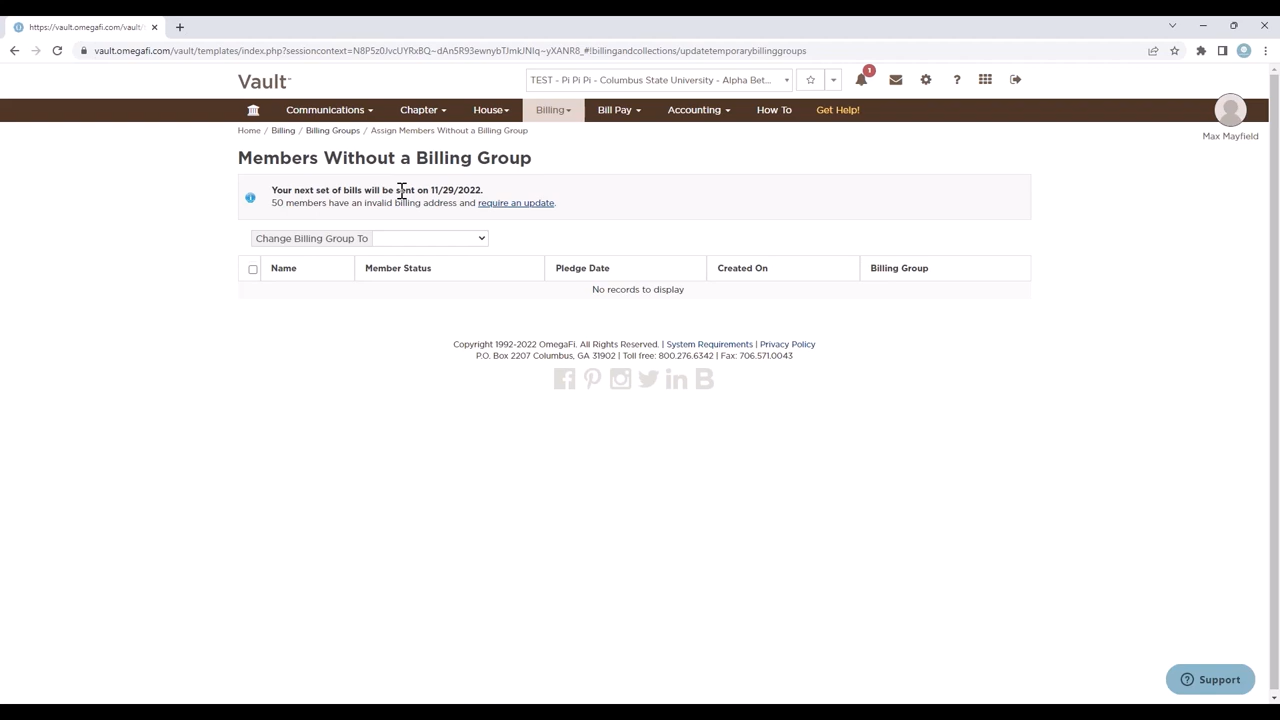 https://vault.omegafi.com/vault/
vault.omegafi.com/vault/templates/index.php?sessioncontext=N8P5z0JvcUYRxBQ~dAn5R93ewnybTJmkJNIq~yXANR8_#!billingandcollections/updatetemporarybillinggroups
Vault
TEST - Pi Pi Pi - Columbus State University - Alpha Bet...
1
Communications Chapter House Billing Bill Pay Accounting How To Get Help!
Max Mayfield
Home / Billing / Billing Groups / Assign Members Without a Billing Group
Members Without a Billing Group
Your next set of bills will be sent on 11/29/2022.
50 members have an invalid billing address and require an update.
Change Billing Group To
Name Member Status Pledge Date Created On Billing Group
No records to display
Copyright 1992-2022 OmegaFi. All Rights Reserved. | System Requirements | Privacy Policy
P.O. Box 2207 Columbus, GA 31902 | Toll free: 800.276.6342 | Fax: 706.571.0043
Support